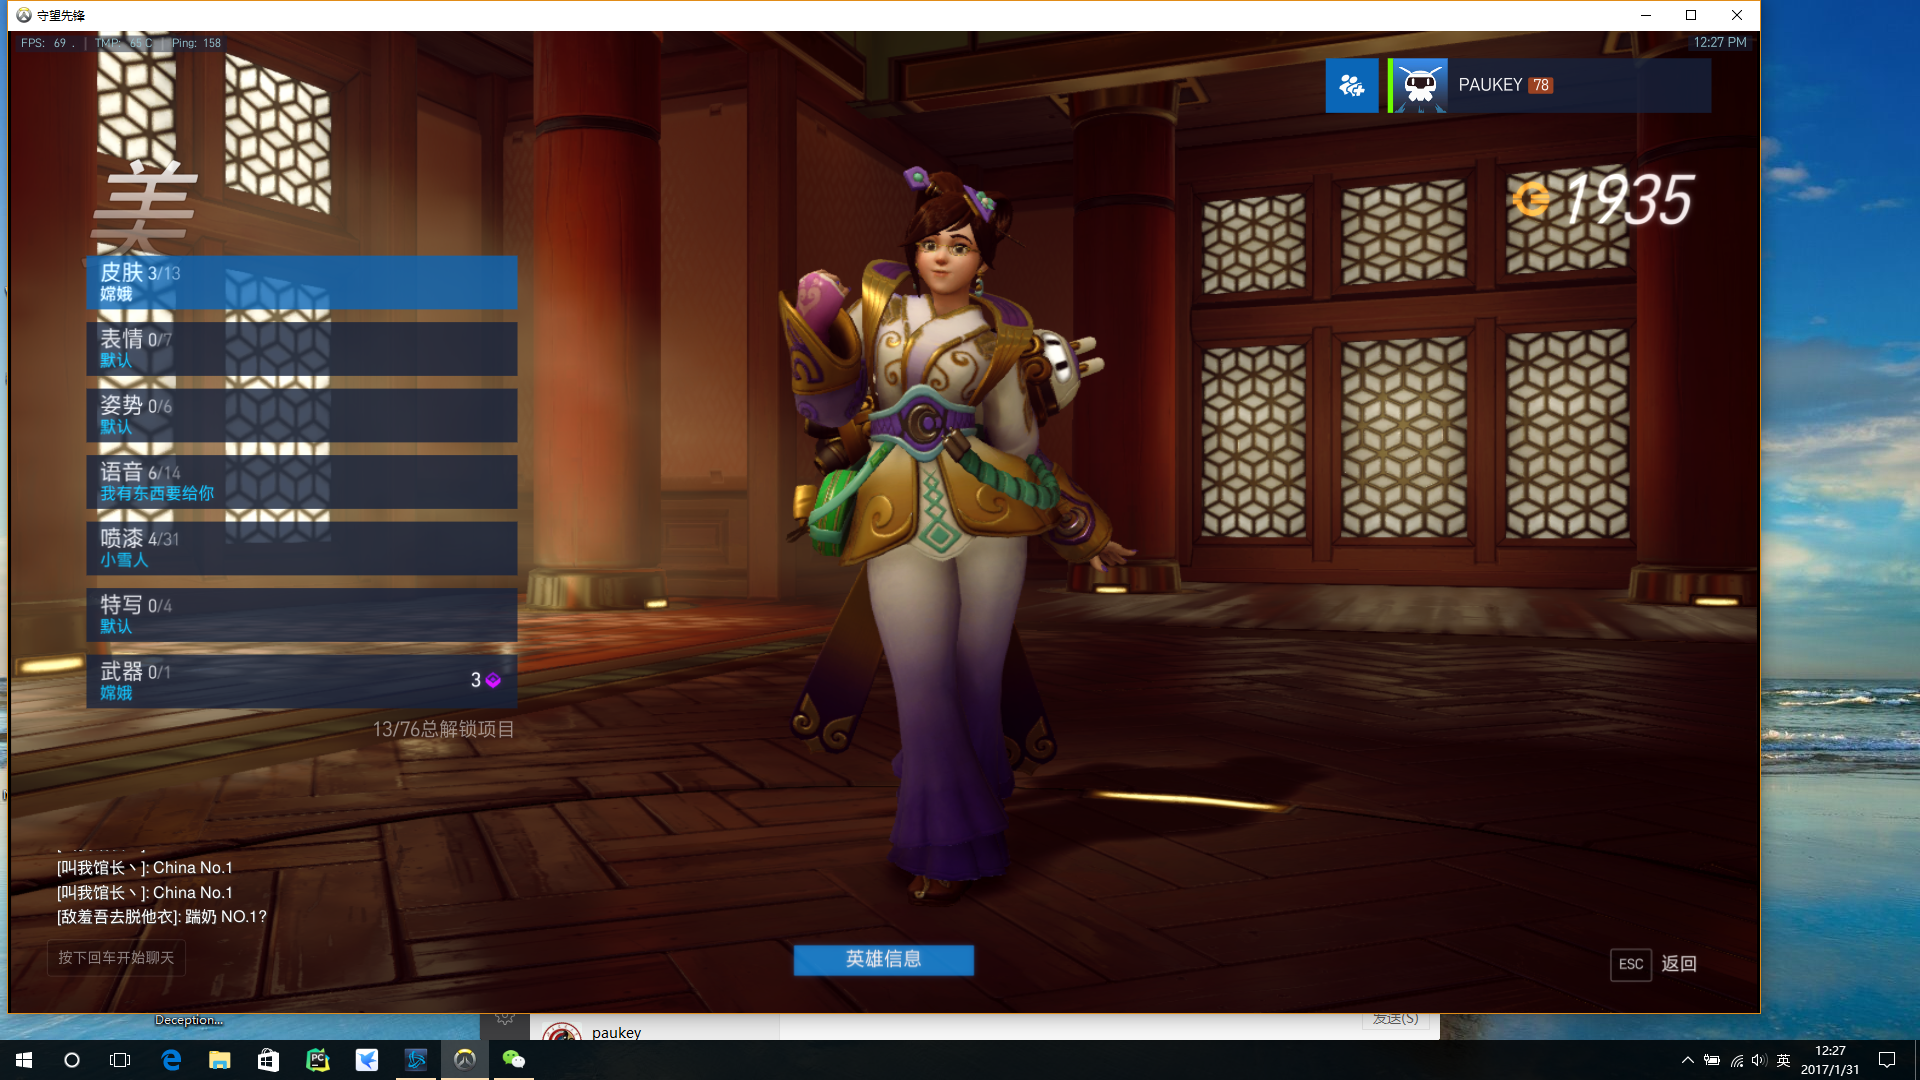 守望先锋
FPS: 69 . | TMP: 65 C | Ping: 158
12:27 PM
PAUKEY 78
1935
美
皮肤 3/13
嫦娥
表情 0/7
默认
姿势 0/6
默认
语音 6/14
我有东西要给你
喷漆 4/31
小雪人
特写 0/4
默认
武器 0/1
嫦娥
3
13/76总解锁项目
[叫我馆长丶]: China No.1
[叫我馆长丶]: China No.1
[敌羞吾去脱他衣]: 踹奶 NO.1?
按下回车开始聊天
英雄信息
ESC 返回
Deception...
paukey
发送(S)
英
12:27
2017/1/31